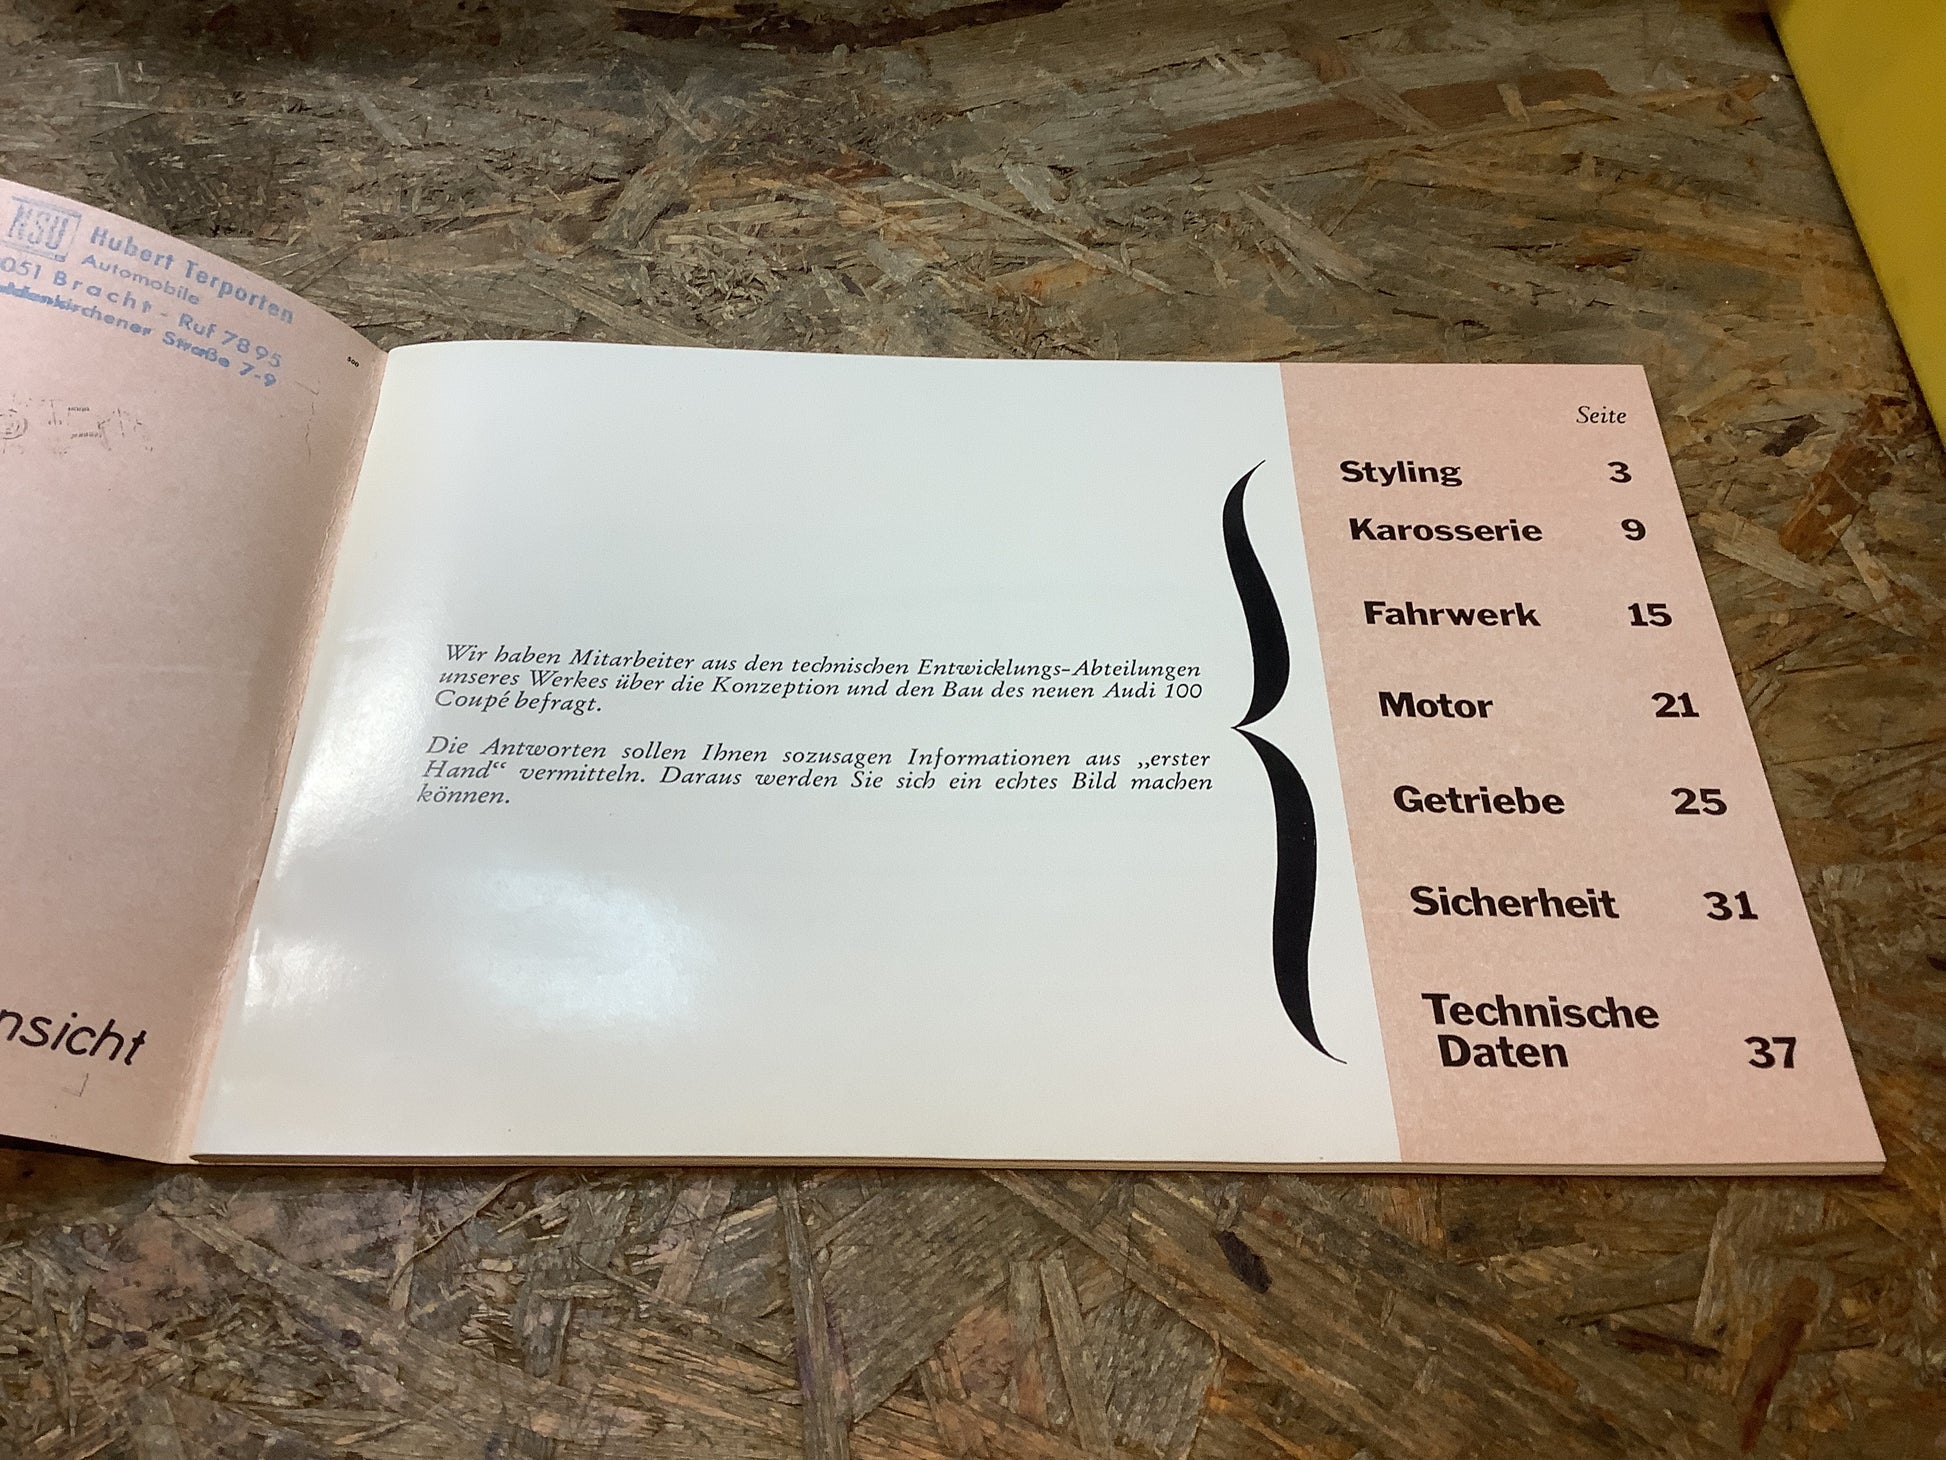 NSU
Hubert Terporten
Automobile
051 Bracht - Ruf 7895
Straße 7-9
500
nsicht
Wir haben Mitarbeiter aus den technischen Entwicklungs-Abteilungen
unseres Werkes über die Konzeption und den Bau des neuen Audi 100
Coupé befragt.
Die Antworten sollen Ihnen sozusagen Informationen aus „erster
Hand“ vermitteln. Daraus werden Sie sich ein echtes Bild machen
können.
Seite
Styling 3
Karosserie 9
Fahrwerk 15
Motor 21
Getriebe 25
Sicherheit 31
Technische
Daten 37